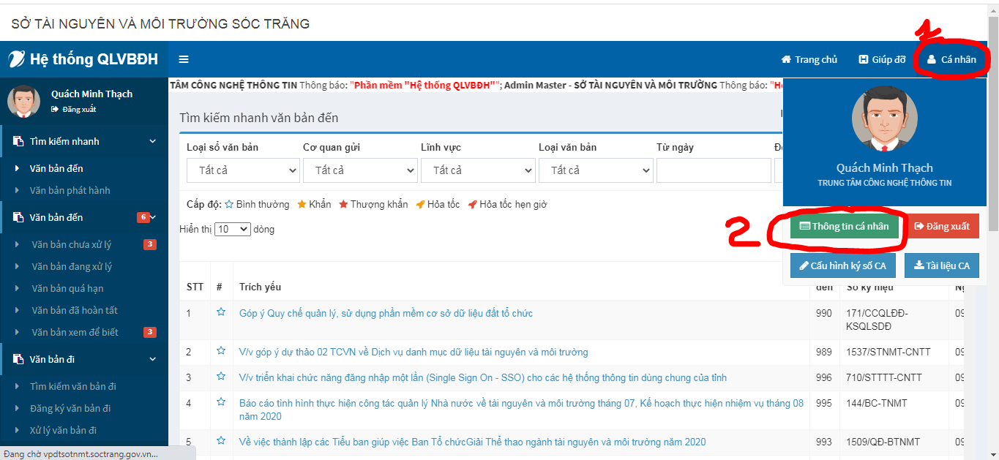 SỞ TÀI NGUYÊN VÀ MÔI TRƯỜNG SÓC TRĂNG
1
Hệ thống QLVBĐH
Trang chủ Giúp đỡ Cá nhân
Quách Minh Thạch
Đăng xuất
TÂM CÔNG NGHỆ THÔNG TIN Thông báo: "Phần mềm "Hệ thống QLVBĐH""; Admin Master - SỞ TÀI NGUYÊN VÀ MÔI TRƯỜNG Thông báo:
Tìm kiếm nhanh văn bản đến
Quách Minh Thạch
TRUNG TÂM CÔNG NGHỆ THÔNG TIN
2
Thông tin cá nhân Đăng xuất
Cấu hình ký số CA Tài liệu CA
Tìm kiếm nhanh
Văn bản đến
Văn bản phát hành
Văn bản đến 6
Văn bản chưa xử lý 3
Văn bản đang xử lý
Văn bản quá hạn
Văn bản đã hoàn tất
Văn bản xem để biết 3
Văn bản đi
Tìm kiếm văn bản đi
Đăng ký văn bản đi
Xử lý văn bản đi
Loại sổ văn bản Cơ quan gửi Lĩnh vực Loại văn bản Từ ngày
Tất cả Tất cả Tất cả Tất cả
Cấp độ: Bình thường Khẩn Thượng khẩn Hỏa tốc Hỏa tốc hẹn giờ
Hiển thị 10 dòng
STT # Trích yếu đến Số ký hiệu
1 Góp ý Quy chế quản lý, sử dụng phần mềm cơ sở dữ liệu đất tổ chức 990 171/CCQLĐĐ-
KSQLSDĐ
2 V/v góp ý dự thảo 02 TCVN về Dịch vụ danh mục dữ liệu tài nguyên và môi trường 989 1537/STNMT-CNTT
3 V/v triển khai chức năng đăng nhập một lần (Single Sign On - SSO) cho các hệ thống thông tin dùng chung của tỉnh 996 710/STTTT-CNTT
4 Báo cáo tình hình thực hiện công tác quản lý Nhà nước về tài nguyên và môi trường tháng 07, Kế hoạch thực hiện nhiệm vụ tháng 08 995 144/BC-TNMT
năm 2020
5 Về việc thành lập các Tiểu ban giúp việc Ban Tổ chứcGiải Thể thao ngành tài nguyên và môi trường năm 2020 993 1509/QĐ-BTNMT
Đang chờ vpdtsotnmt.soctrang.gov.vn...